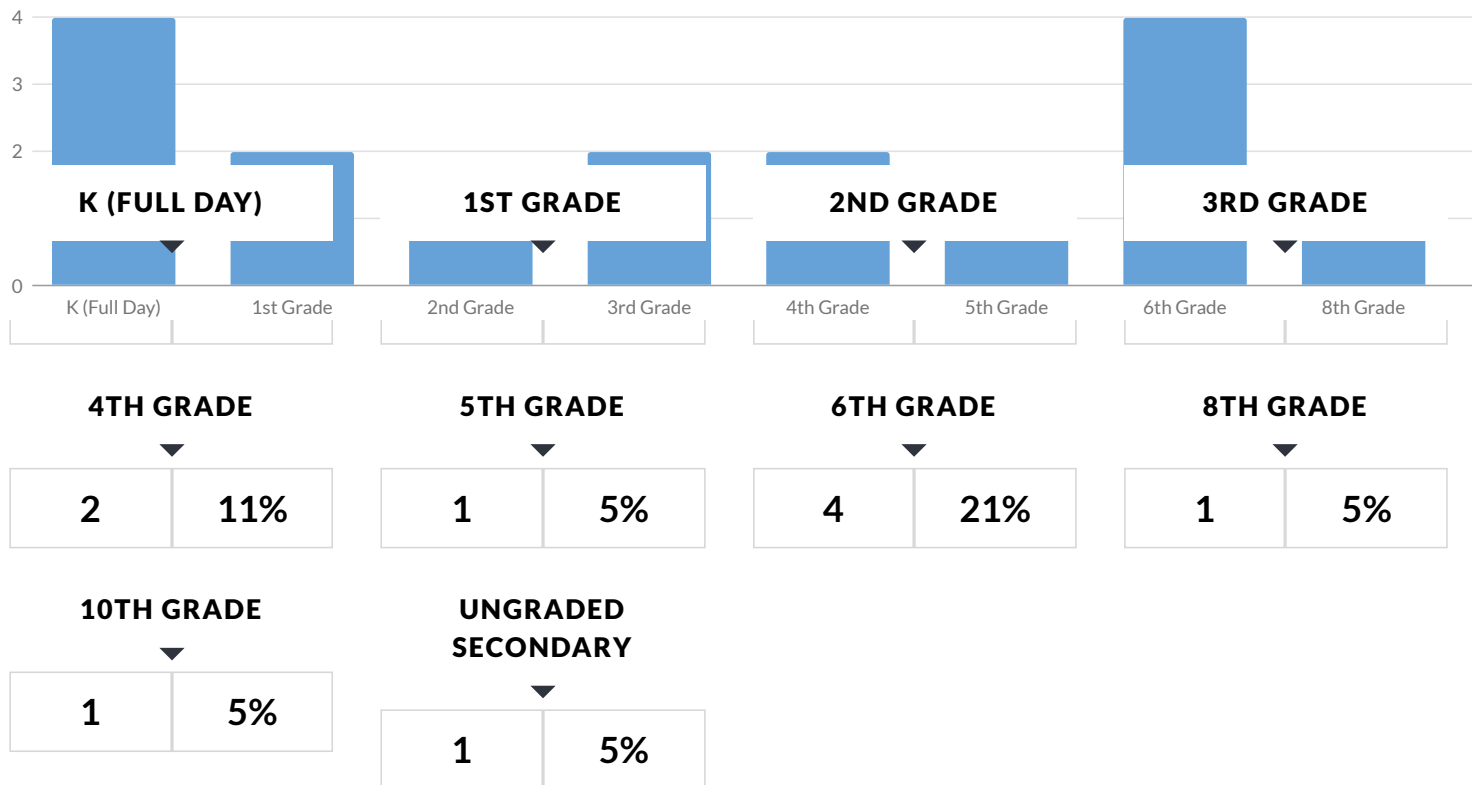 4
3
2
K (FULL DAY) 1ST GRADE 2ND GRADE 3RD GRADE
0
K (Full Day) 1st Grade 2nd Grade 3rd Grade 4th Grade 5th Grade 6th Grade 8th Grade
4TH GRADE 5TH GRADE 6TH GRADE 8TH GRADE
2 11% 1 5% 4 21% 1 5%
10TH GRADE
1 5%
UNGRADED
SECONDARY
1 5%